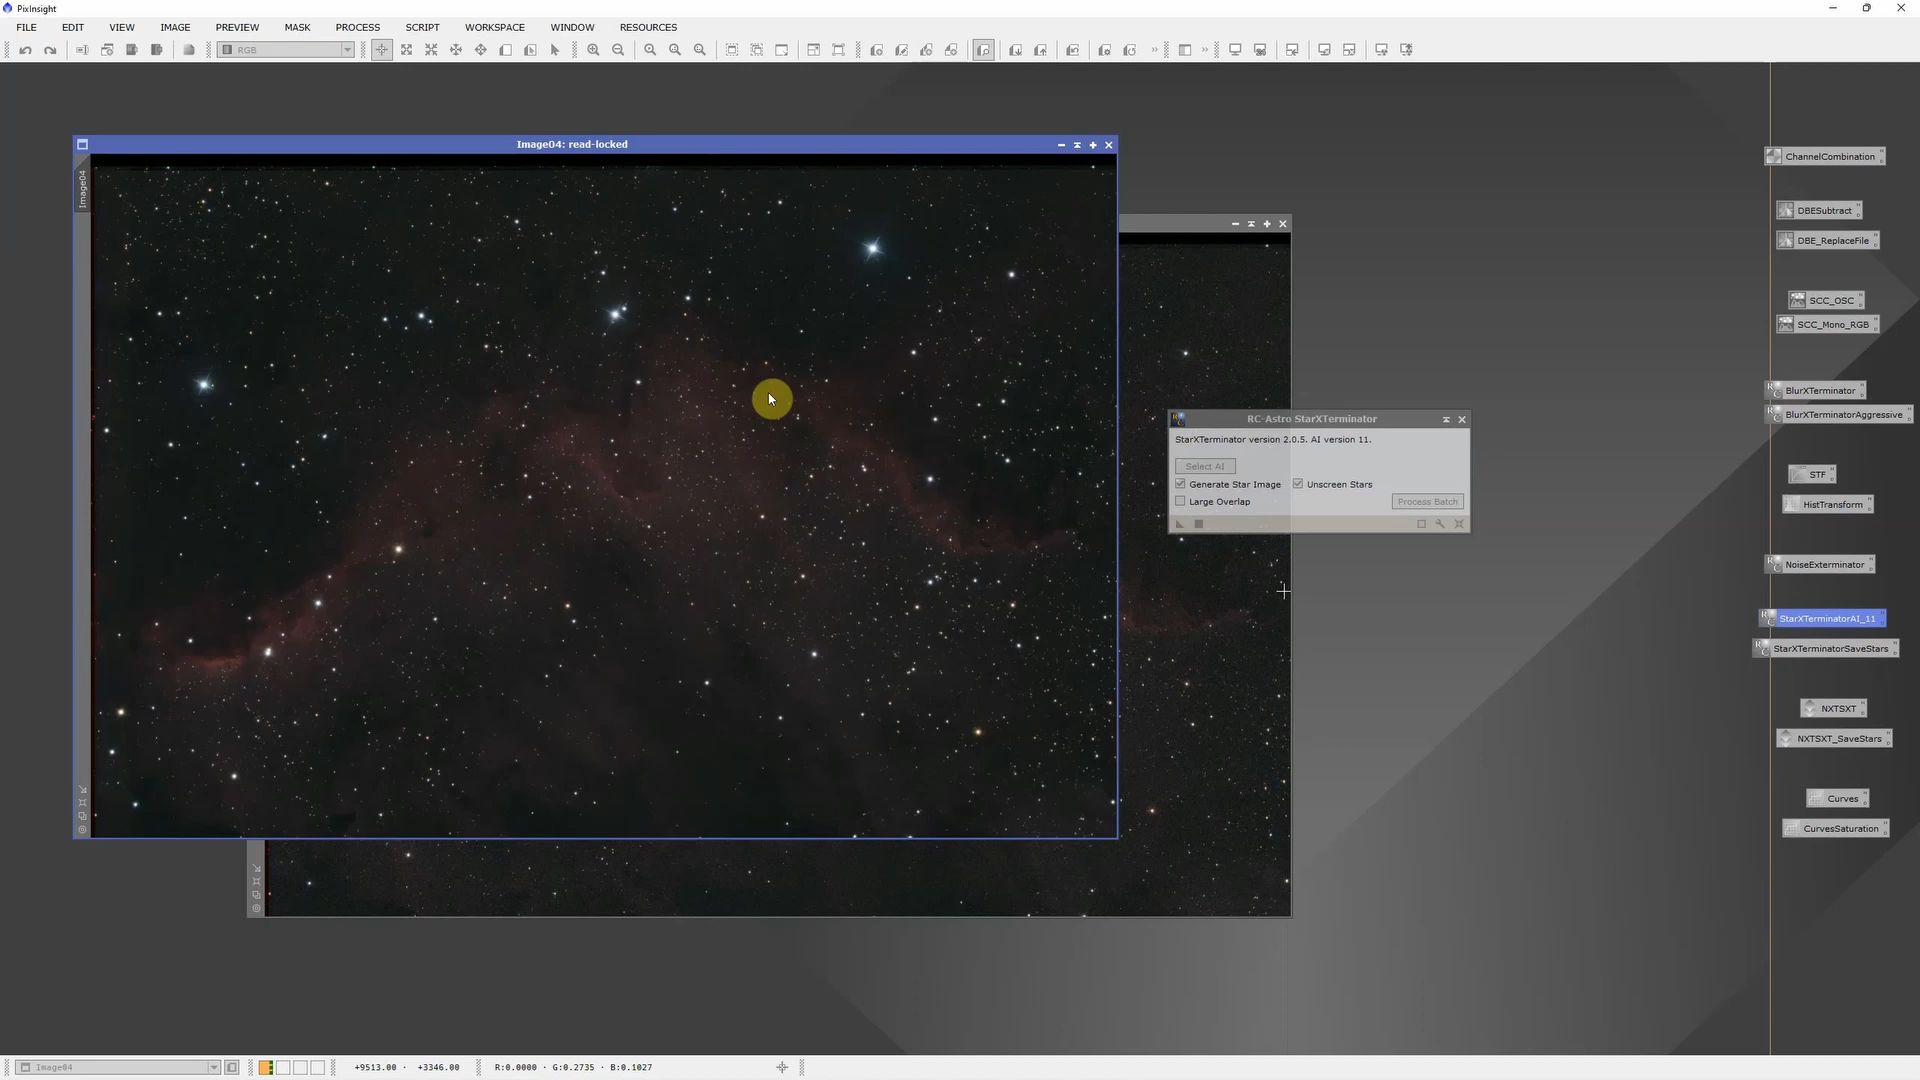 PixInsight
FILE EDIT VIEW IMAGE PREVIEW MASK PROCESS SCRIPT WORKSPACE WINDOW RESOURCES
RGB
Image04: read-locked
Image04
ChannelCombination
DBESubtract
DBE_ReplaceFile
SCC_OSC
SCC_Mono_RGB
BlurXTerminator
BlurXTerminatorAggressive
RC-Astro StarXTerminator
StarXTerminator version 2.0.5. AI version 11.
Select AI
Generate Star Image Unscreen Stars
Large Overlap Process Batch
STF
HistTransform
NoiseExterminator
StarXTerminatorAI_11
StarXTerminatorSaveStars
NXTSXT
NXTSXT_SaveStars
Curves
CurvesSaturation
Image04 +9513.00 · +3346.00 R:0.0000 · G:0.2735 · B:0.1027